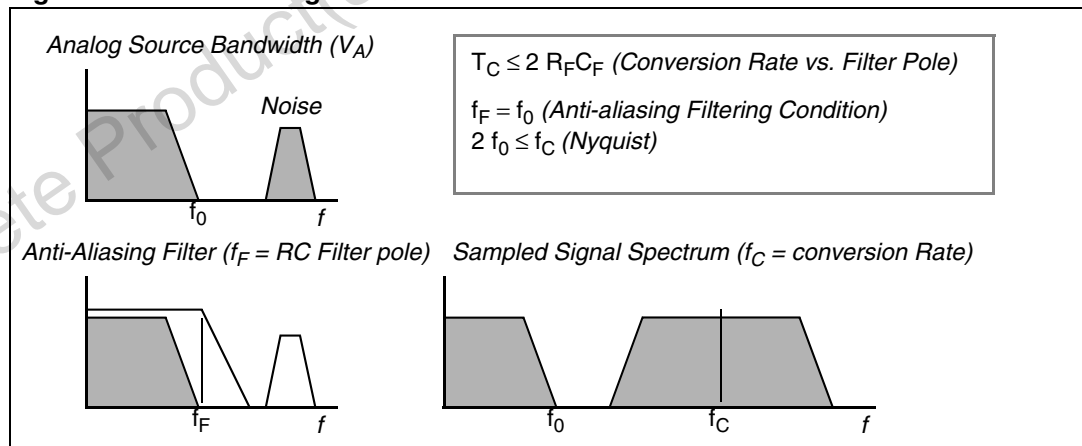 Analog Source Bandwidth (VA)
Noise
f0
f
TC ≤ 2 RFCF (Conversion Rate vs. Filter Pole)
fF = f0 (Anti-aliasing Filtering Condition)
2 f0 ≤ fC (Nyquist)
Anti-Aliasing Filter (fF = RC Filter pole)
fF
f
Sampled Signal Spectrum (fC = conversion Rate)
f0
fC
f